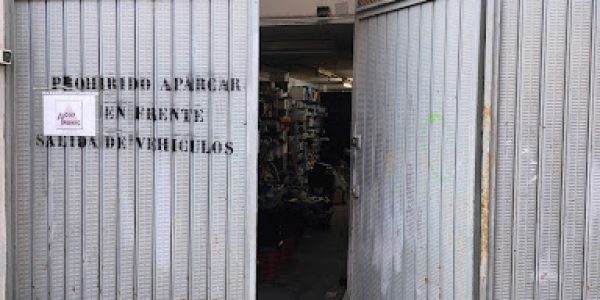 PROHIBIDO APARCAR
EN FRENTE
SALIDA DE VEHICULOS